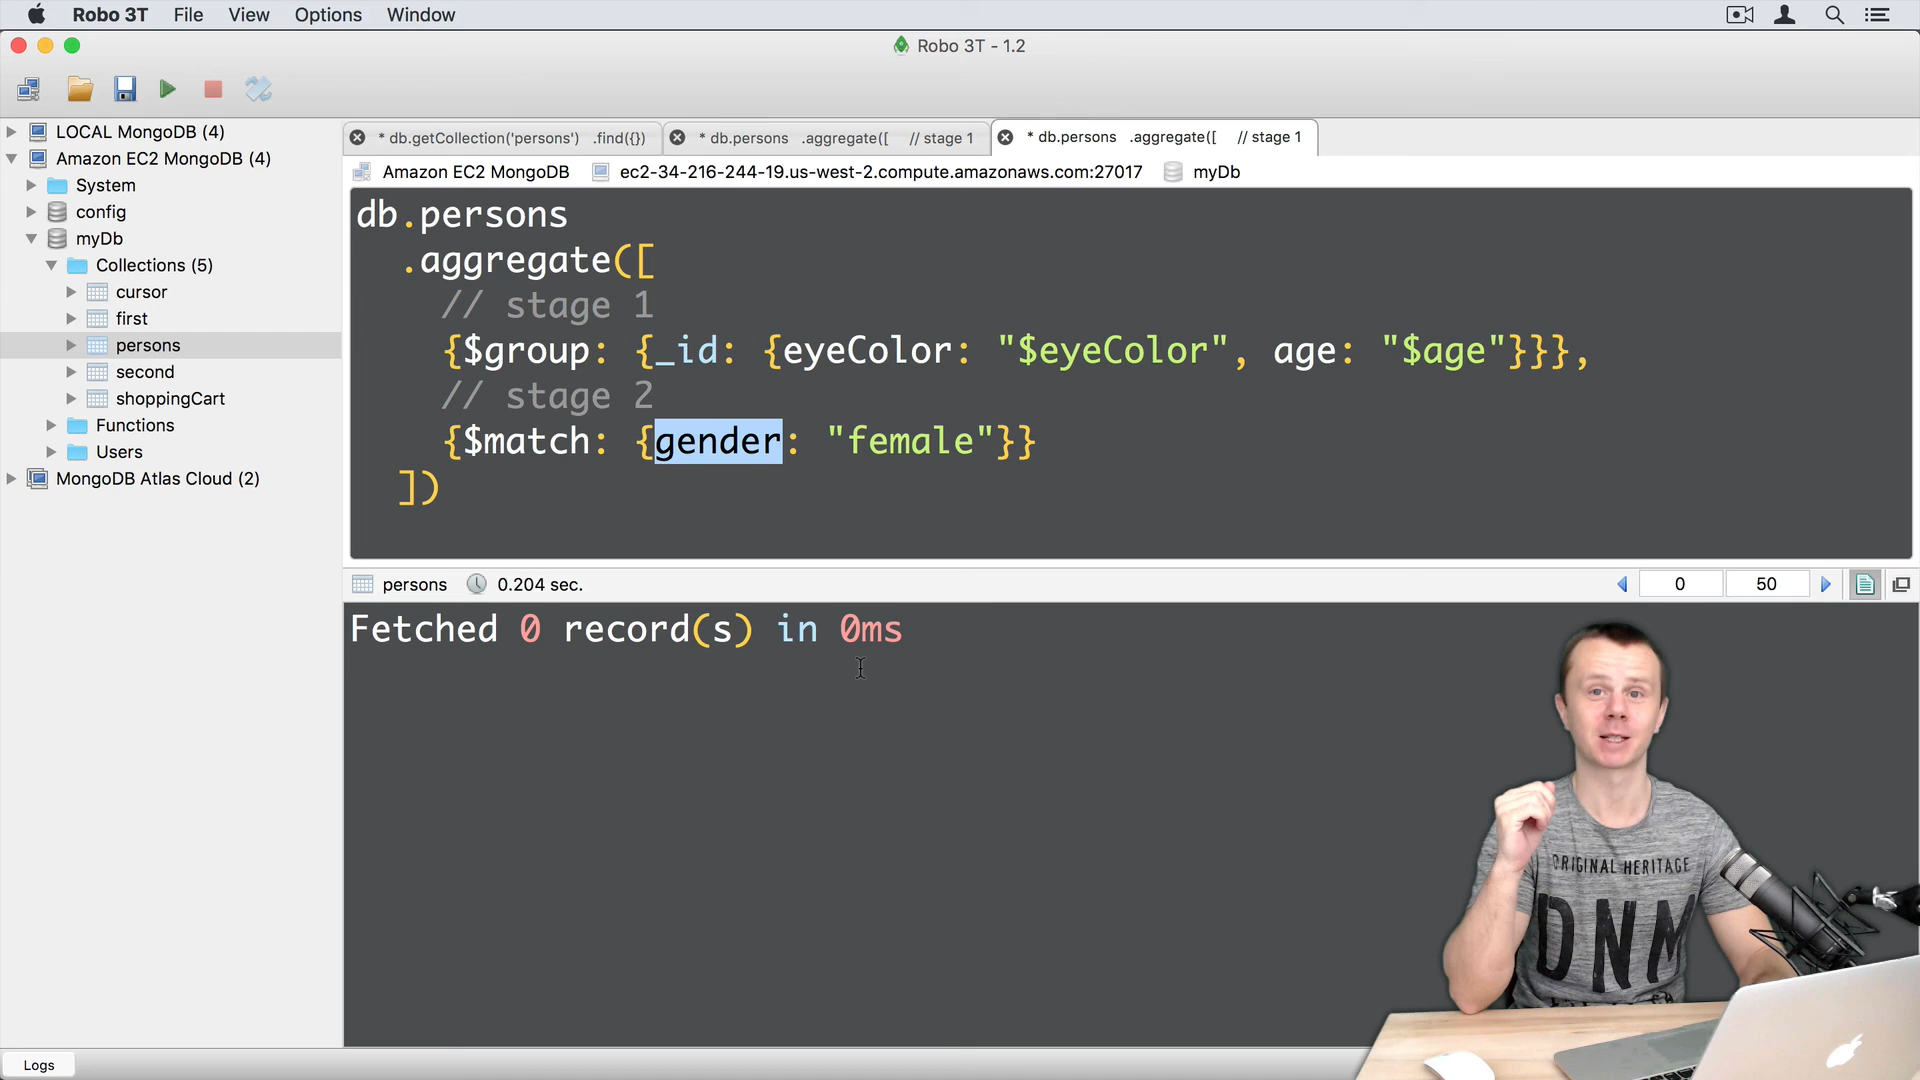 Robo 3T File View Options Window
Robo 3T - 1.2
LOCAL MongoDB (4)
Amazon EC2 MongoDB (4)
System
config
myDb
Collections (5)
cursor
first
persons
second
shoppingCart
Functions
Users
MongoDB Atlas Cloud (2)
* db.getCollection('persons') .find({}) * db.persons .aggregate([ // stage 1 * db.persons .aggregate([ // stage 1
Amazon EC2 MongoDB ec2-34-216-244-19.us-west-2.compute.amazonaws.com:27017 myDb
db.persons
.aggregate([
// stage 1
{$group: {_id: {eyeColor: "$eyeColor", age: "$age"}}},
// stage 2
{$match: {gender: "female"}}
])
persons 0.204 sec. 0 50
Fetched 0 record(s) in 0ms
ORIGINAL HERITAGE
DNM
Logs